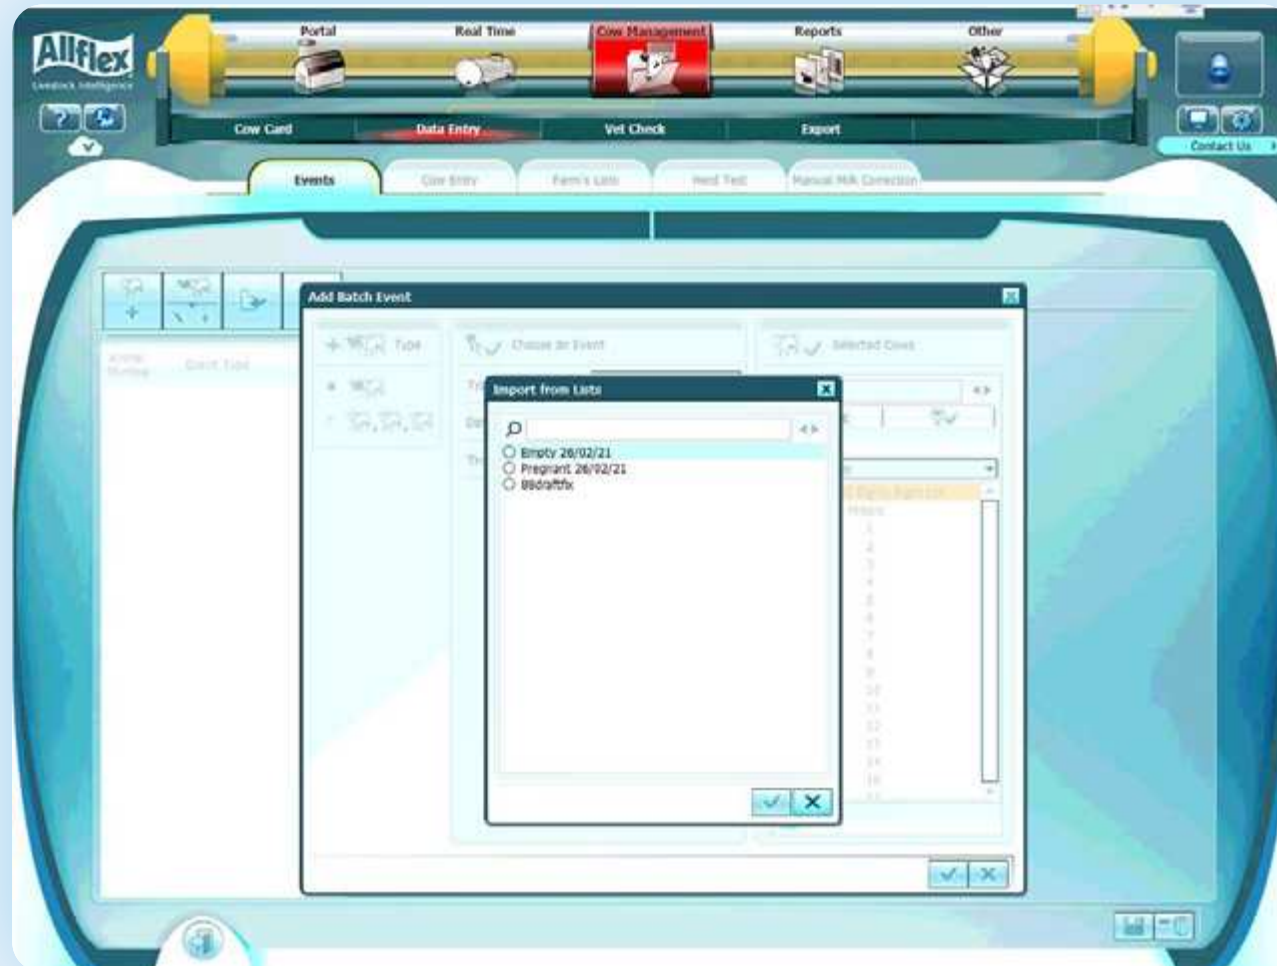 Allflex
Livestock Intelligence
Portal
Real Time
Cow Management
Reports
Other
Contact Us
Cow Card
Data Entry
Vet Check
Export
Events
Cow Entry
Farm's Lists
Herd Test
Manual Milk Correction
Add Batch Event
Type
Choose an Event
Selected Cows
Event Type
Import from Lists
Empty 26/02/21
Pregnant 26/02/21
88draftfix
1
2
3
4
5
6
7
8
9
10
11
12
13
14